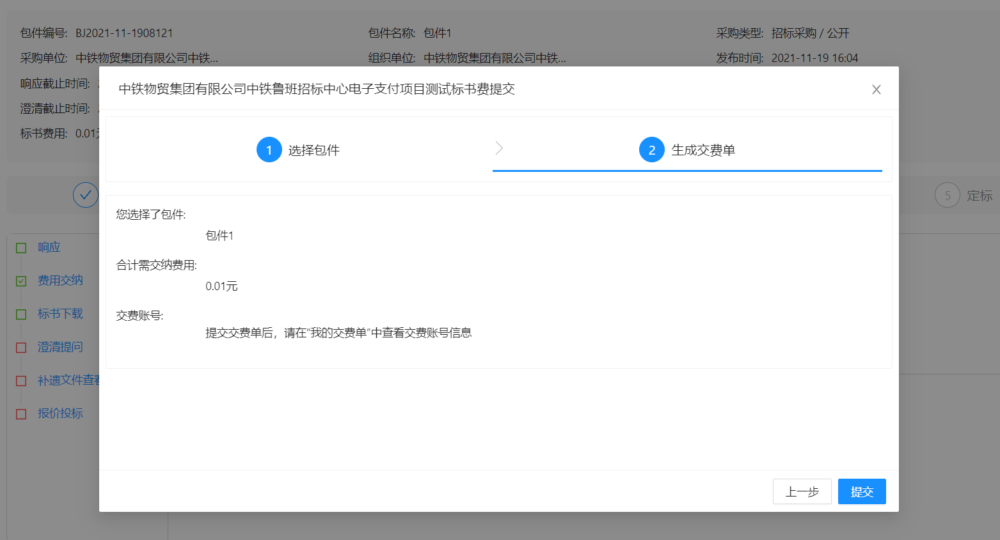 包件编号: BJ2021-11-1908121 包件名称: 包件1 采购类型: 招标采购 / 公开
采购单位: 中铁物贸集团有限公司中铁... 组织单位: 中铁物贸集团有限公司中铁... 发布时间: 2021-11-19 16:04
响应截止时间:
澄清截止时间:
标书费用: 0.01
中铁物贸集团有限公司中铁鲁班招标中心电子支付项目测试标书费提交
1 选择包件
2 生成交费单
5 定标
您选择了包件:
包件1
合计需交纳费用:
0.01元
交费账号:
提交交费单后，请在“我的交费单”中查看交费账号信息
响应
费用交纳
标书下载
澄清提问
补遗文件查看
报价投标
上一步 提交